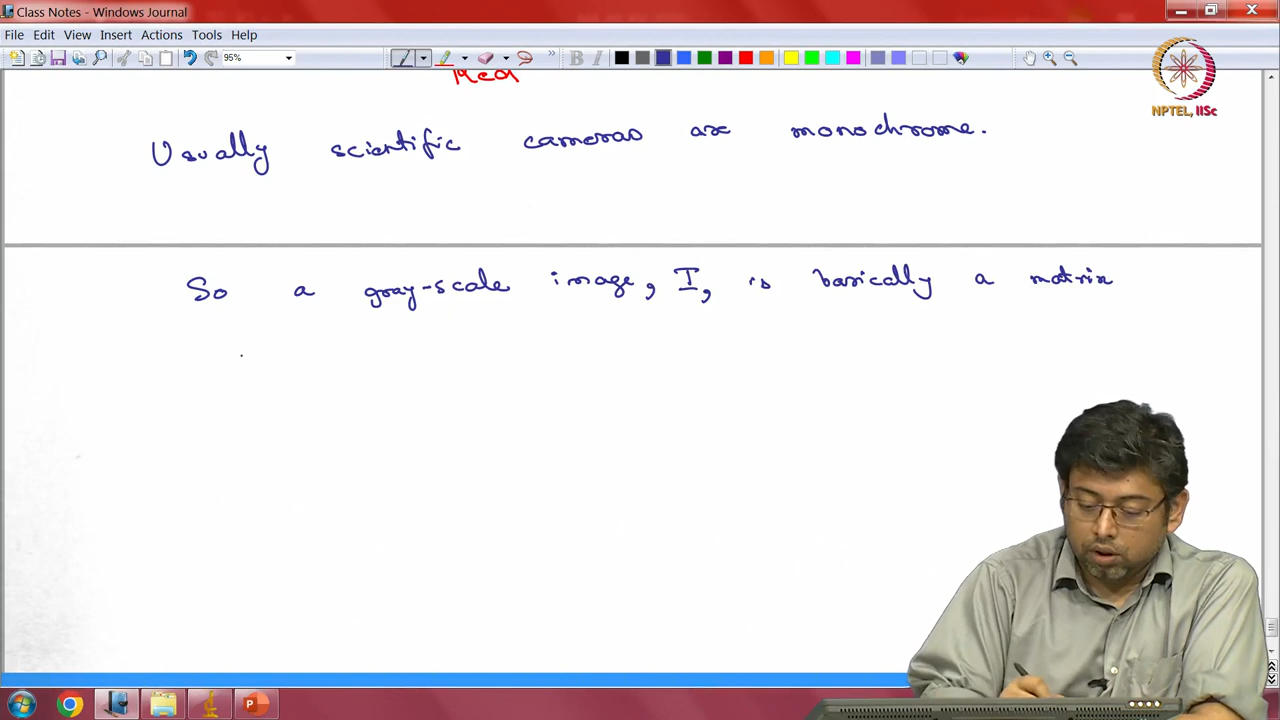 Class Notes - Windows Journal
File Edit View Insert Actions Tools Help
95%
B I
NPTEL, IISc
Red
Usually scientific cameras are monochrome.
So a gray-scale image, I, is basically a matrix